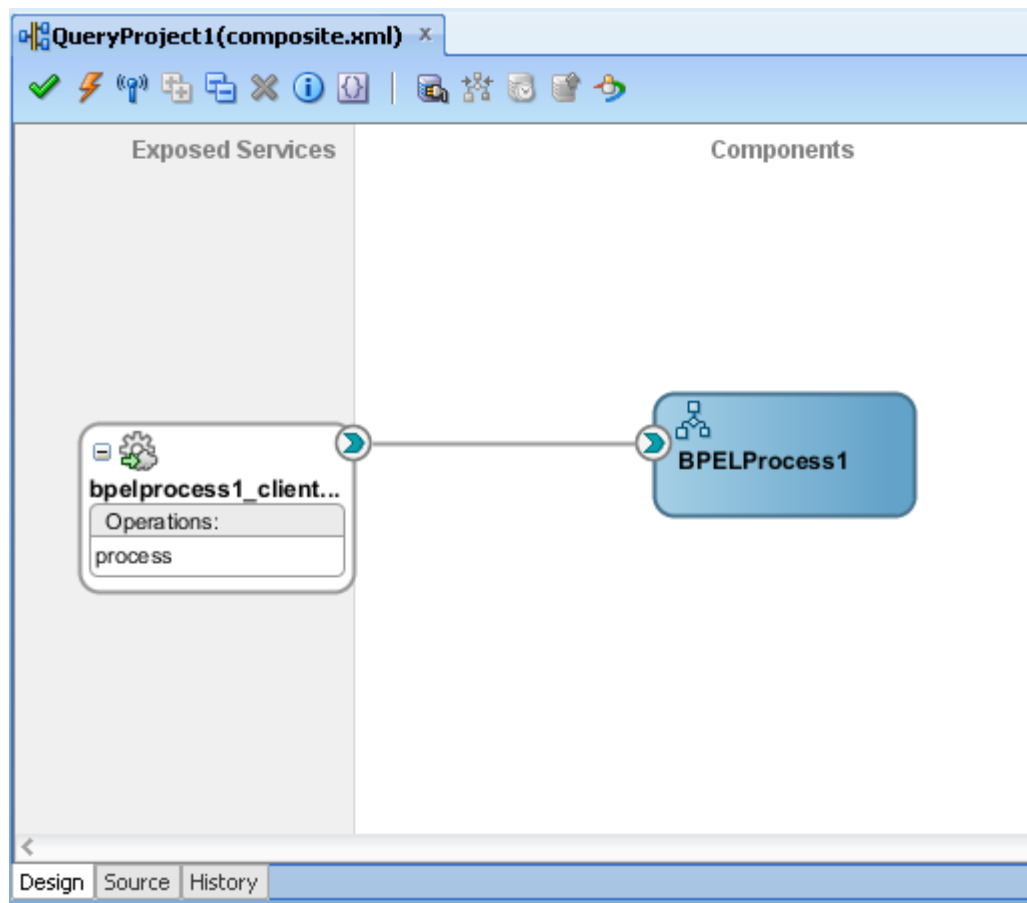 QueryProject1(composite.xml) x
Exposed Services
Components
bpelprocess1_client...
Operations:
process
BPELProcess1
Design Source History